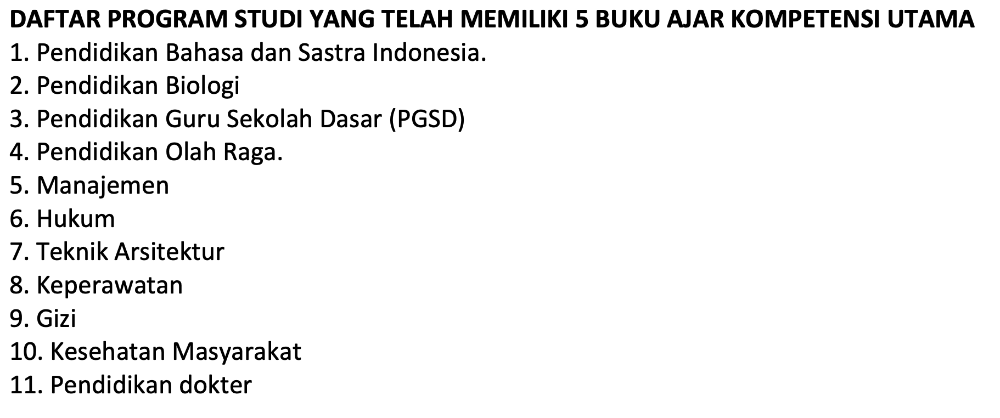 DAFTAR PROGRAM STUDI YANG TELAH MEMILIKI 5 BUKU AJAR KOMPETENSI UTAMA
1. Pendidikan Bahasa dan Sastra Indonesia.
2. Pendidikan Biologi
3. Pendidikan Guru Sekolah Dasar (PGSD)
4. Pendidikan Olah Raga.
5. Manajemen
6. Hukum
7. Teknik Arsitektur
8. Keperawatan
9. Gizi
10. Kesehatan Masyarakat
11. Pendidikan dokter